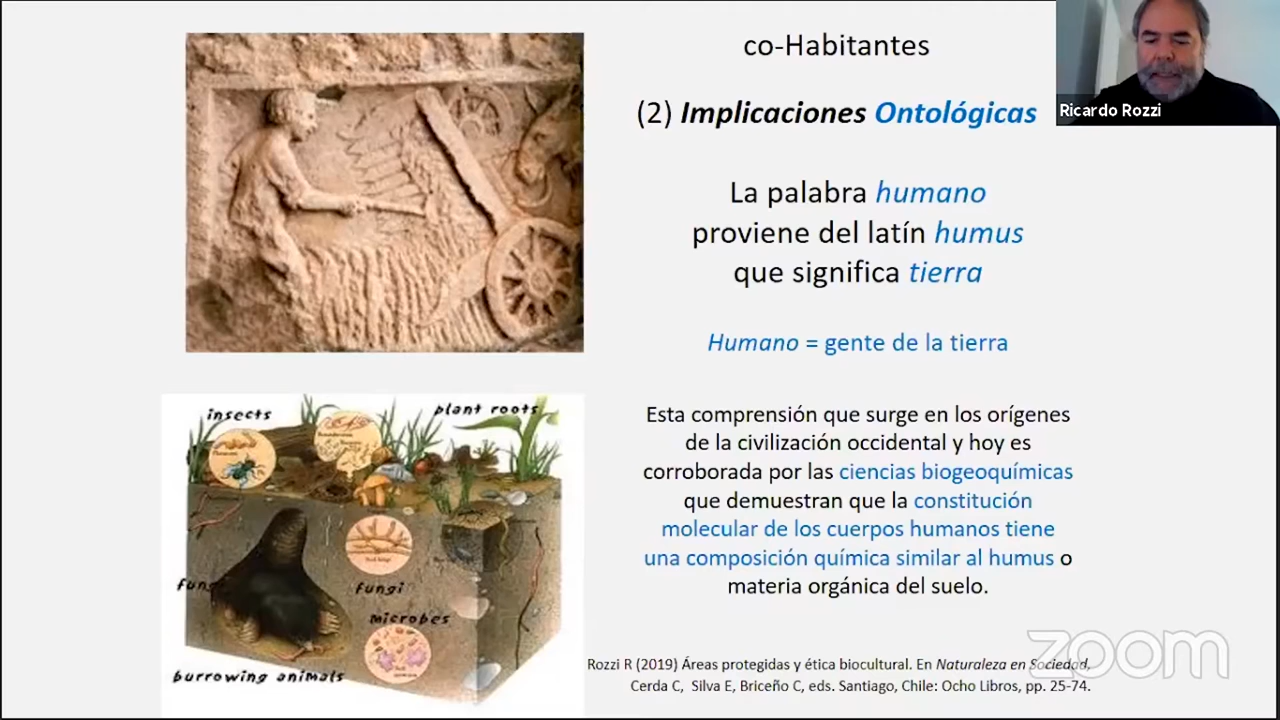 co-Habitantes
(2) Implicaciones Ontológicas
Ricardo Rozzi
La palabra humano
proviene del latín humus
que significa tierra
Humano = gente de la tierra
Esta comprensión que surge en los orígenes
de la civilización occidental y hoy es
corroborada por las ciencias biogeoquímicas
que demuestran que la constitución
molecular de los cuerpos humanos tiene
una composición química similar al humus o
materia orgánica del suelo.
insects
plant roots
fungi
microbes
burrowing animals
Rozzi R (2019) Áreas protegidas y ética biocultural. En Naturaleza en Sociedad,
Cerda C, Silva E, Briceño C, eds. Santiago, Chile: Ocho Libros, pp. 25-74.
zoom